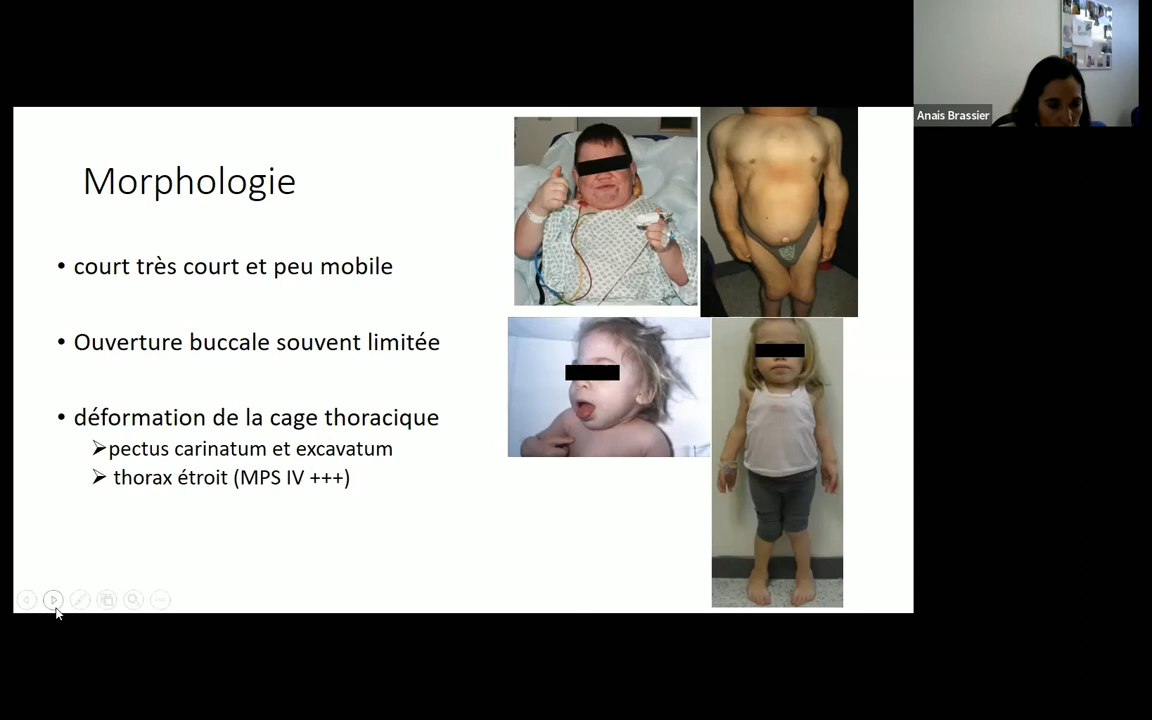 Anais Brassier
Morphologie
• court très court et peu mobile
• Ouverture buccale souvent limitée
• déformation de la cage thoracique
➢pectus carinatum et excavatum
➢ thorax étroit (MPS IV +++)